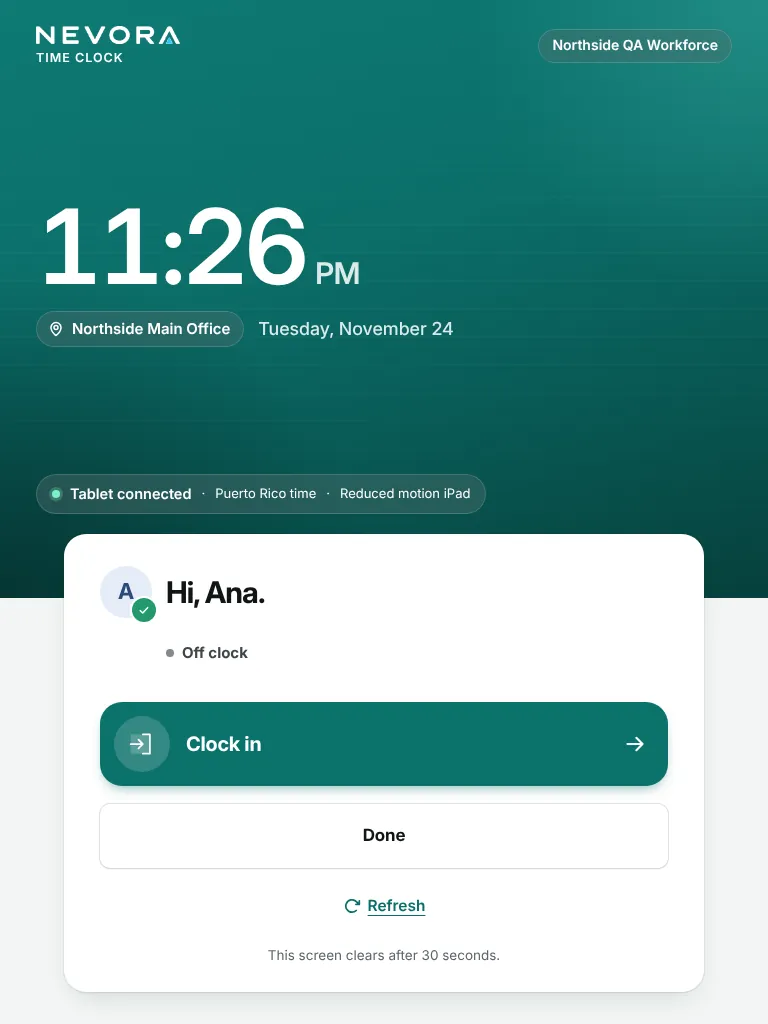 NEVORA
TIME CLOCK
Northside QA Workforce
11:26 PM
Northside Main Office
Tuesday, November 24
Tablet connected · Puerto Rico time · Reduced motion iPad
A
Hi, Ana.
Off clock
Clock in
Done
Refresh
This screen clears after 30 seconds.